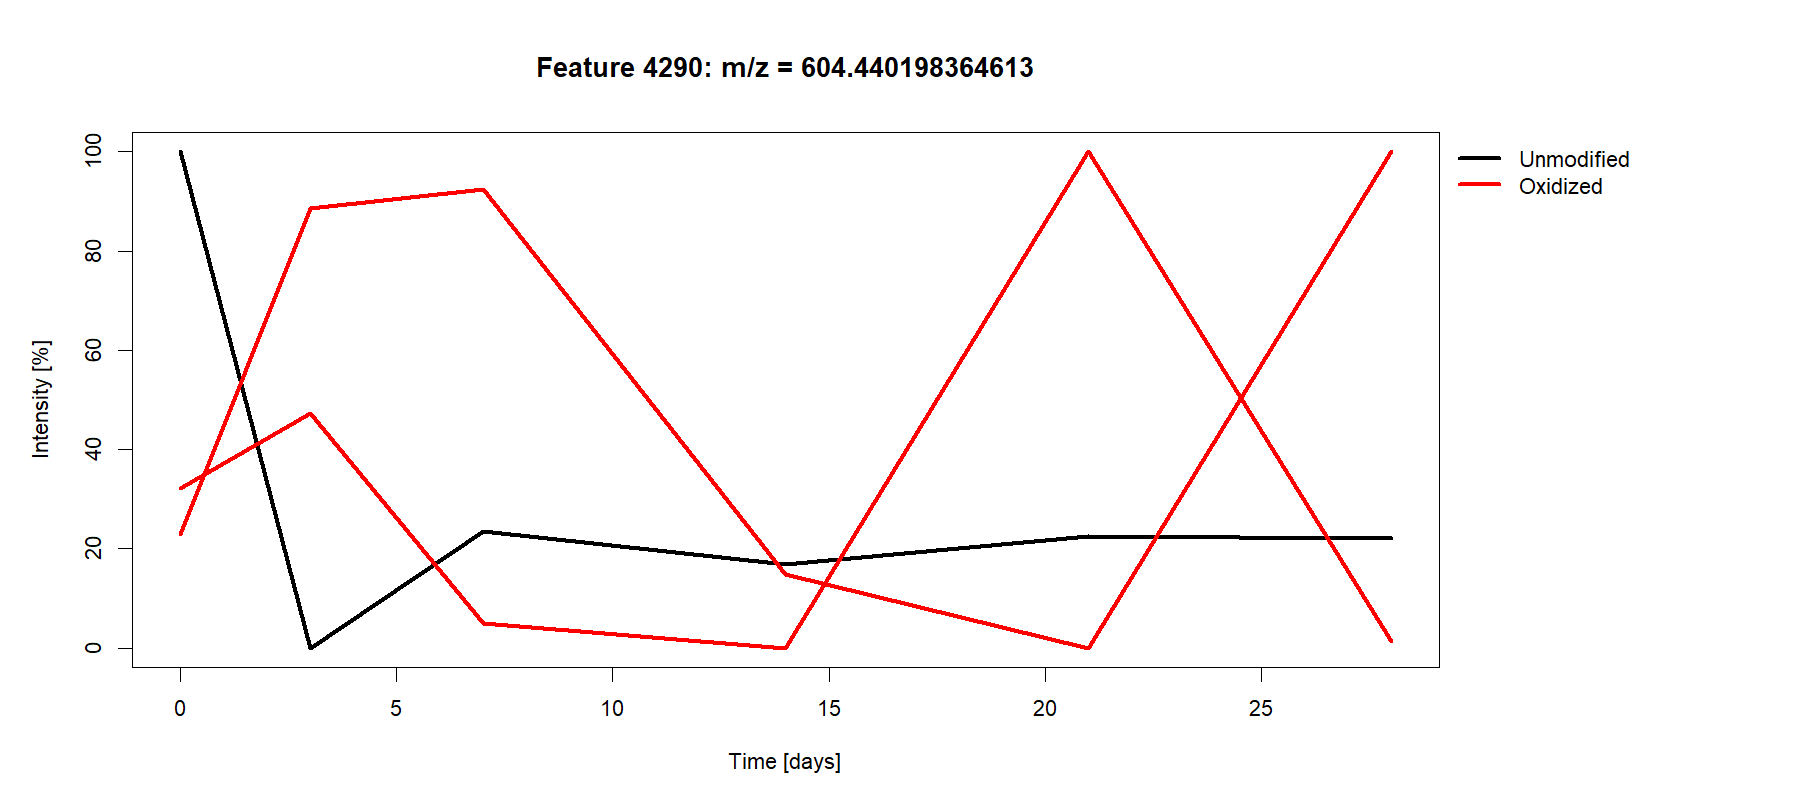 Feature 4290: m/z = 604.440198364613
100
80
60
40
20
0
Intensity [%]
0 5 10 15 20 25
Time [days]
Unmodified
Oxidized